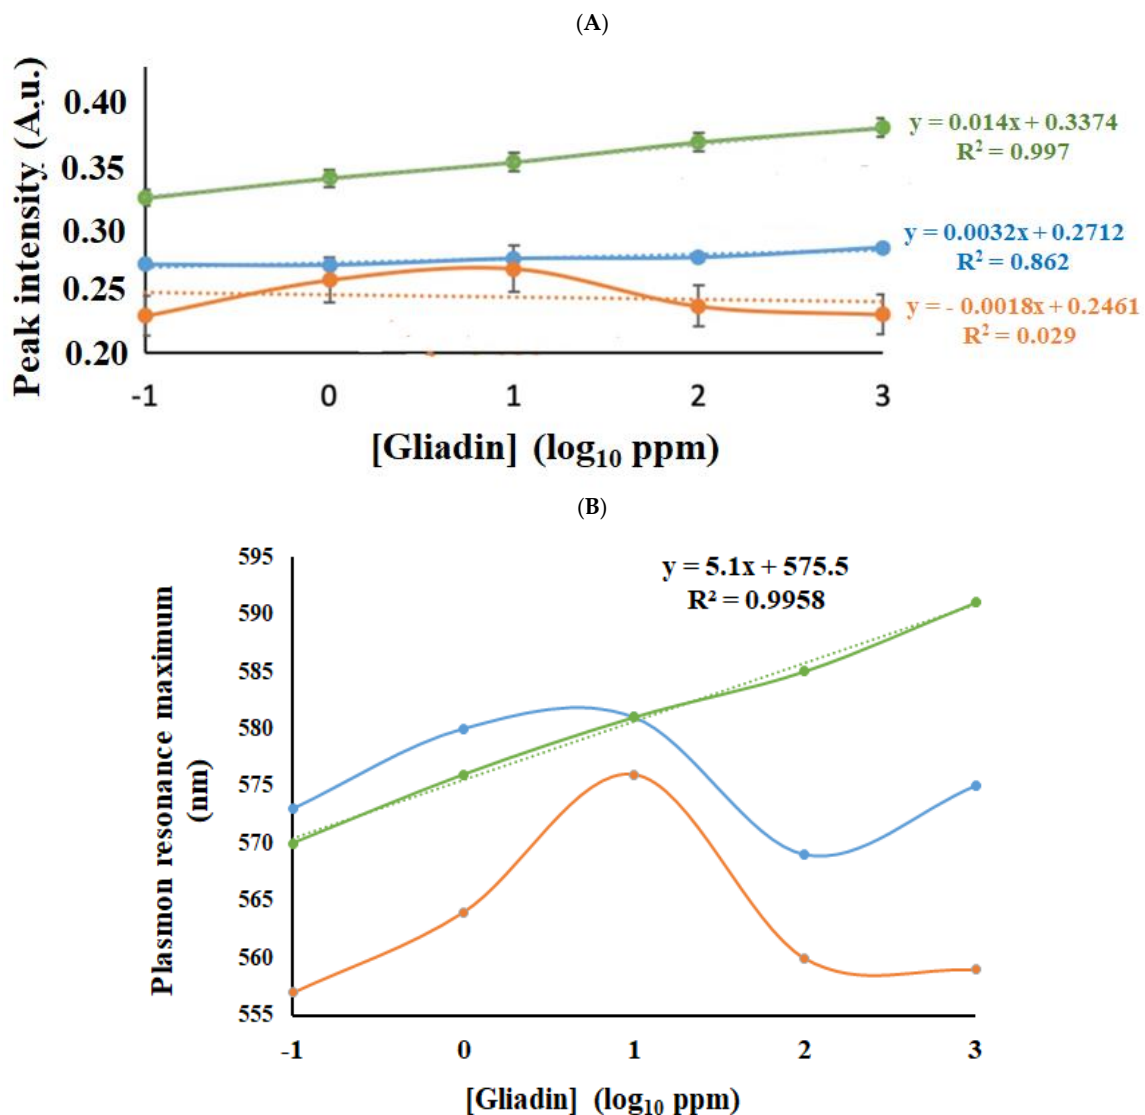 (A)
Peak intensity (A.u.)
0.40
0.35
0.30
0.25
0.20
y = 0.014x + 0.3374
R² = 0.997
y = 0.0032x + 0.2712
R² = 0.862
y = - 0.0018x + 0.2461
R² = 0.029
-1 0 1 2 3
[Gliadin] (log₁₀ ppm)
(B)
Plasmon resonance maximum
(nm)
595
590
585
580
575
570
565
560
555
y = 5.1x + 575.5
R² = 0.9958
-1 0 1 2 3
[Gliadin] (log₁₀ ppm)